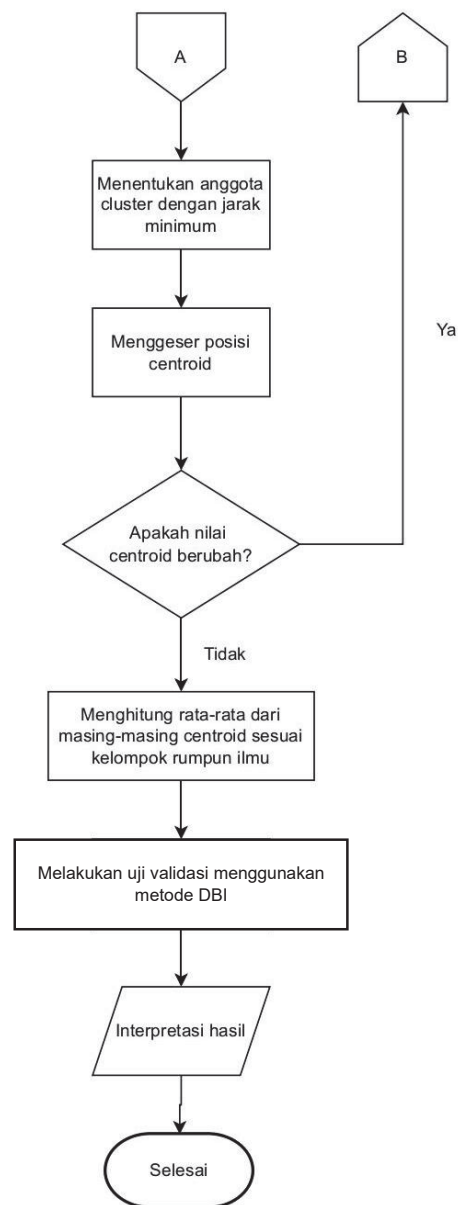 A
B
Menentukan anggota
cluster dengan jarak
minimum
Menggeser posisi
centroid
Ya
Apakah nilai
centroid berubah?
Tidak
Menghitung rata-rata dari
masing-masing centroid sesuai
kelompok rumpun ilmu
Melakukan uji validasi menggunakan
metode DBI
Interpretasi hasil
Selesai